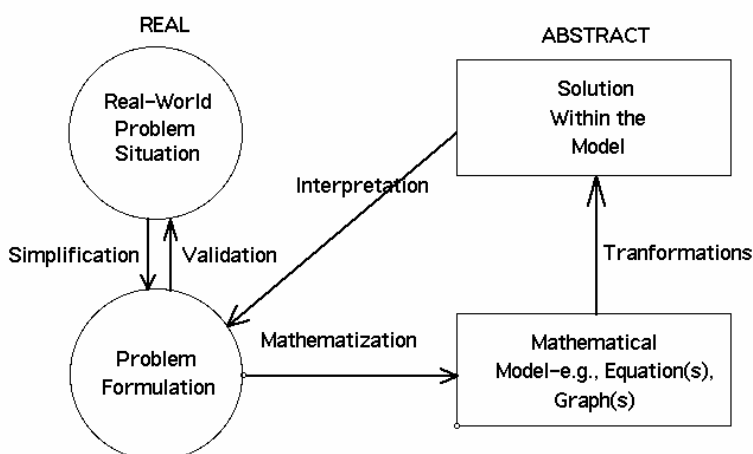 REAL
ABSTRACT
Real-World
Problem
Situation
Solution
Within the
Model
Interpretation
Simplification
Validation
Tranformations
Mathematization
Problem
Formulation
Mathematical
Model-e.g., Equation(s),
Graph(s)